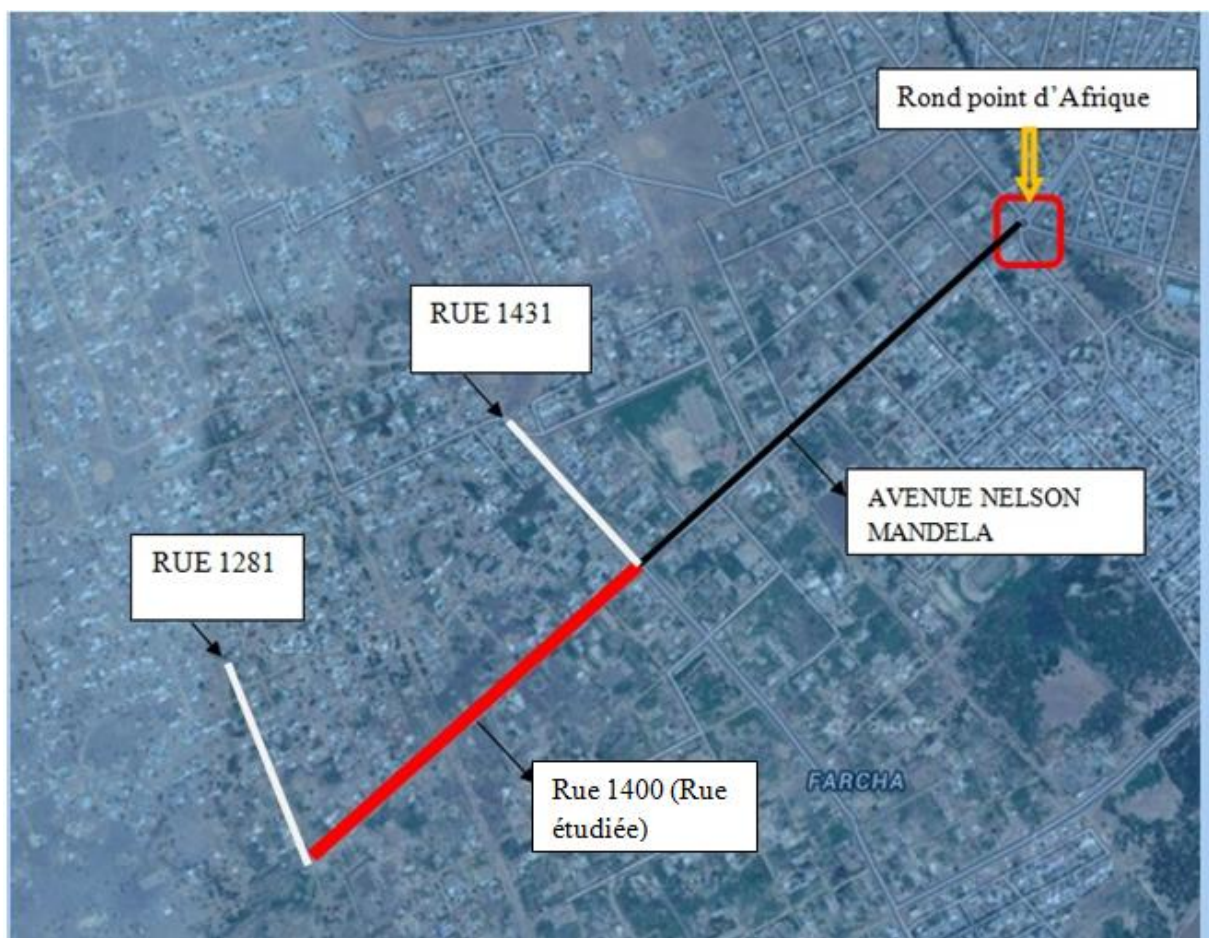 Rond point d’Afrique
RUE 1431
AVENUE NELSON
MANDELA
RUE 1281
Rue 1400 (Rue
étudiée)
FARCHA